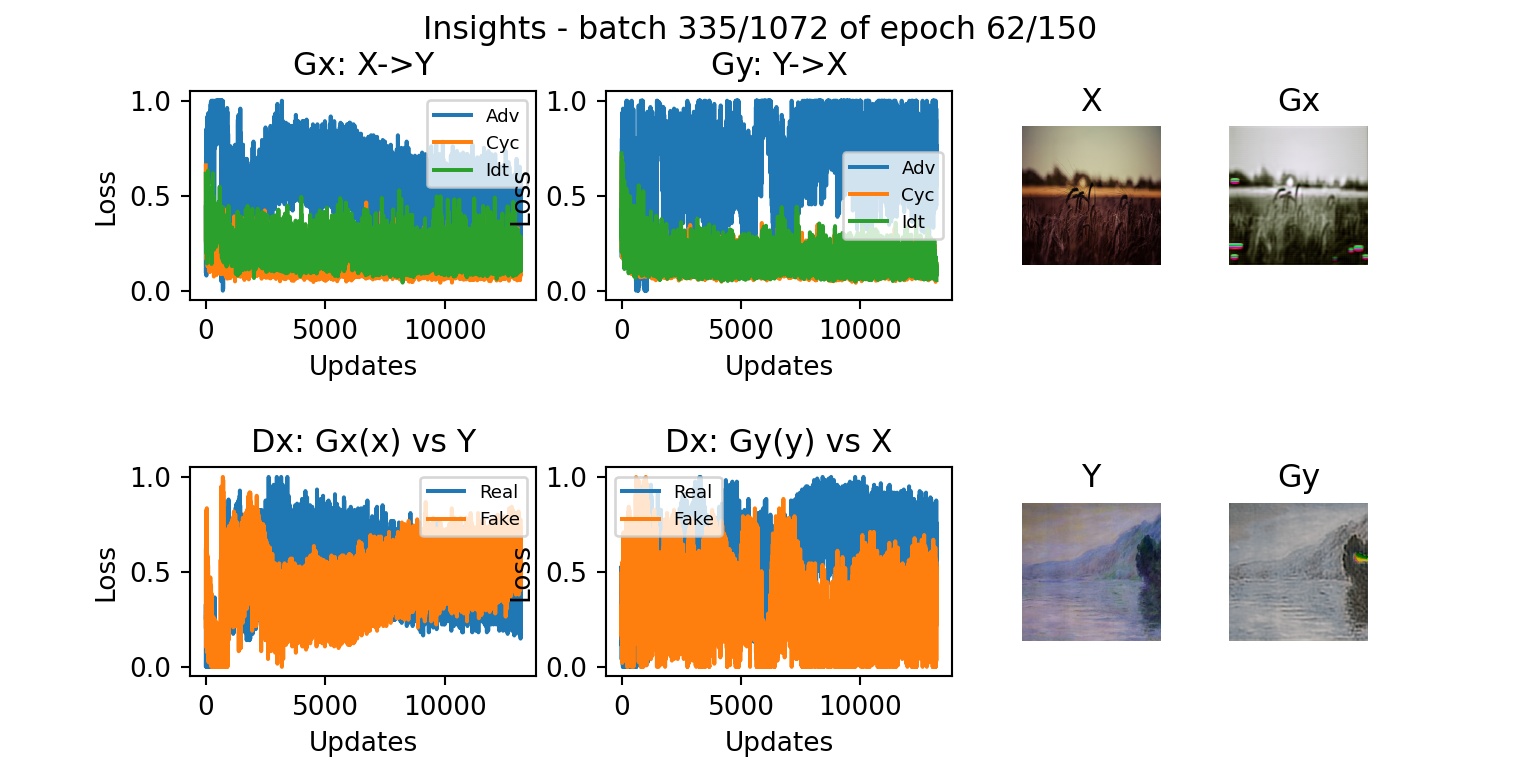 Insights - batch 335/1072 of epoch 62/150
Gx: X->Y
1.0
0.5
0.0
Loss
Adv
Cyc
Idt
0
5000
10000
Updates
Gy: Y->X
1.0
0.5
0.0
Loss
Adv
Cyc
Idt
0
5000
10000
Updates
X
Gx
Dx: Gx(x) vs Y
1.0
0.5
0.0
Loss
Real
Fake
0
5000
10000
Updates
Dx: Gy(y) vs X
1.0
0.5
0.0
Loss
Real
Fake
0
5000
10000
Updates
Y
Gy